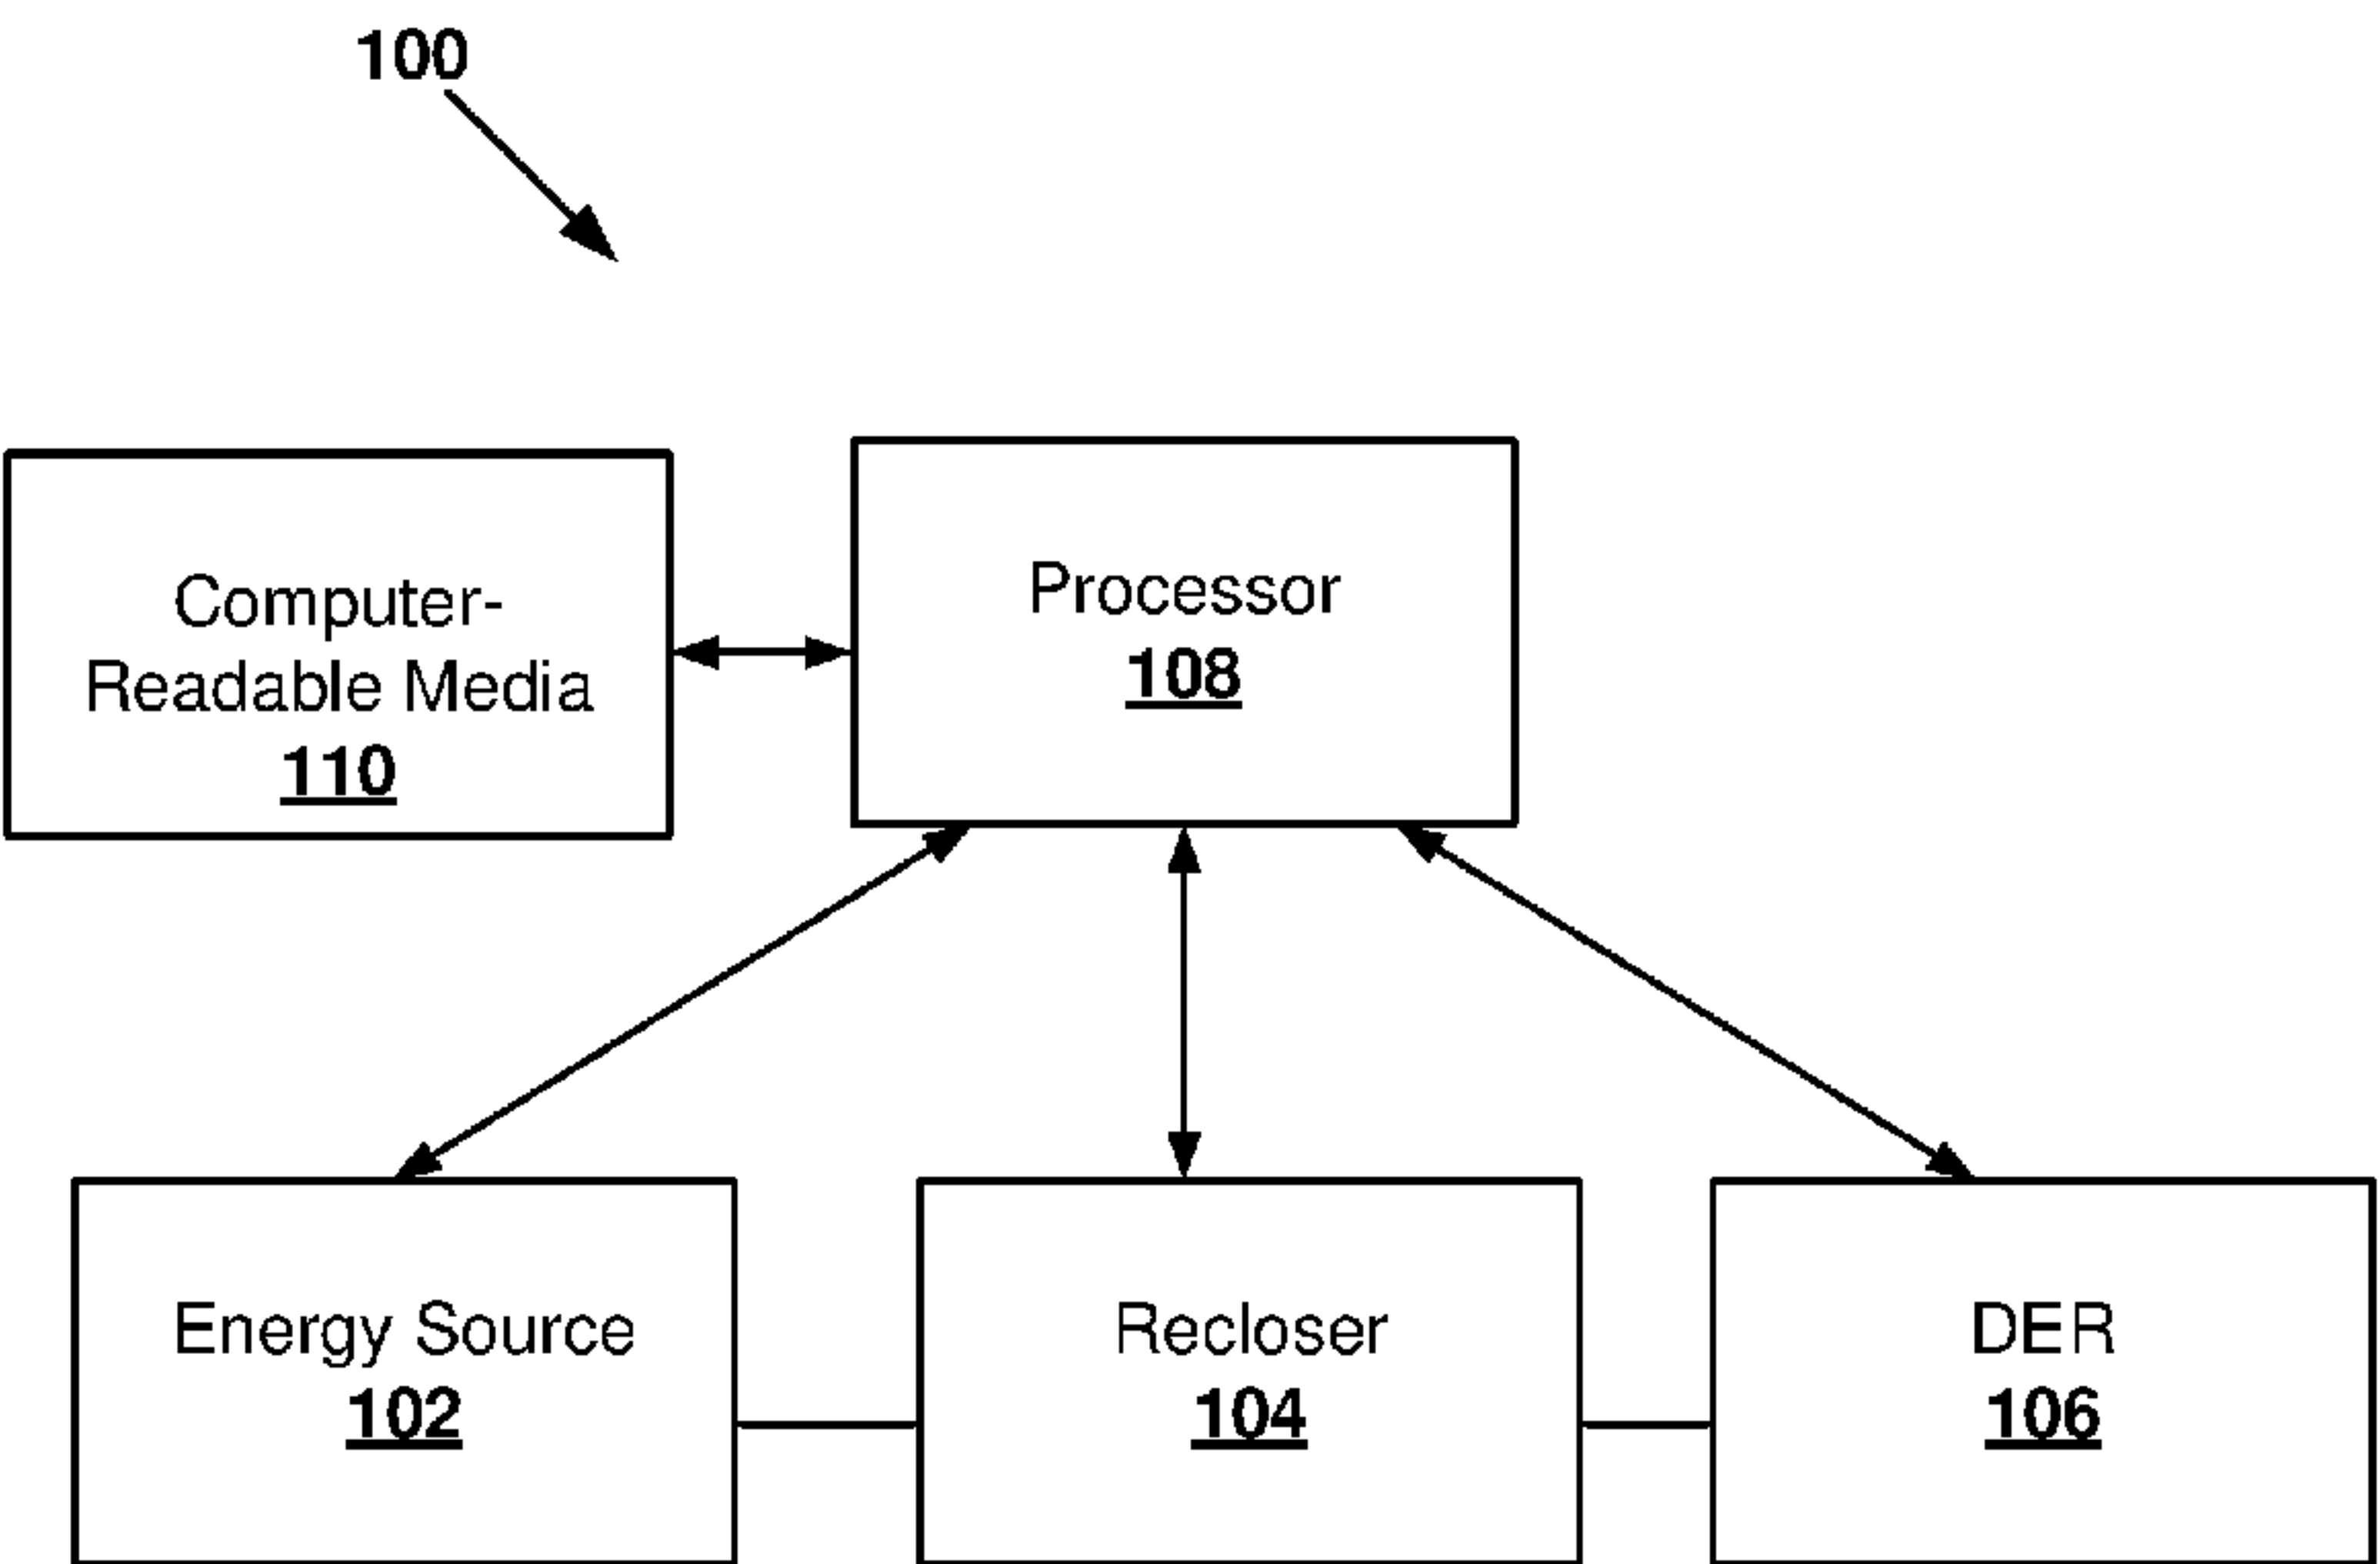 100
Computer-
Readable Media
110
Processor
108
Energy Source
102
Recloser
104
DER
106